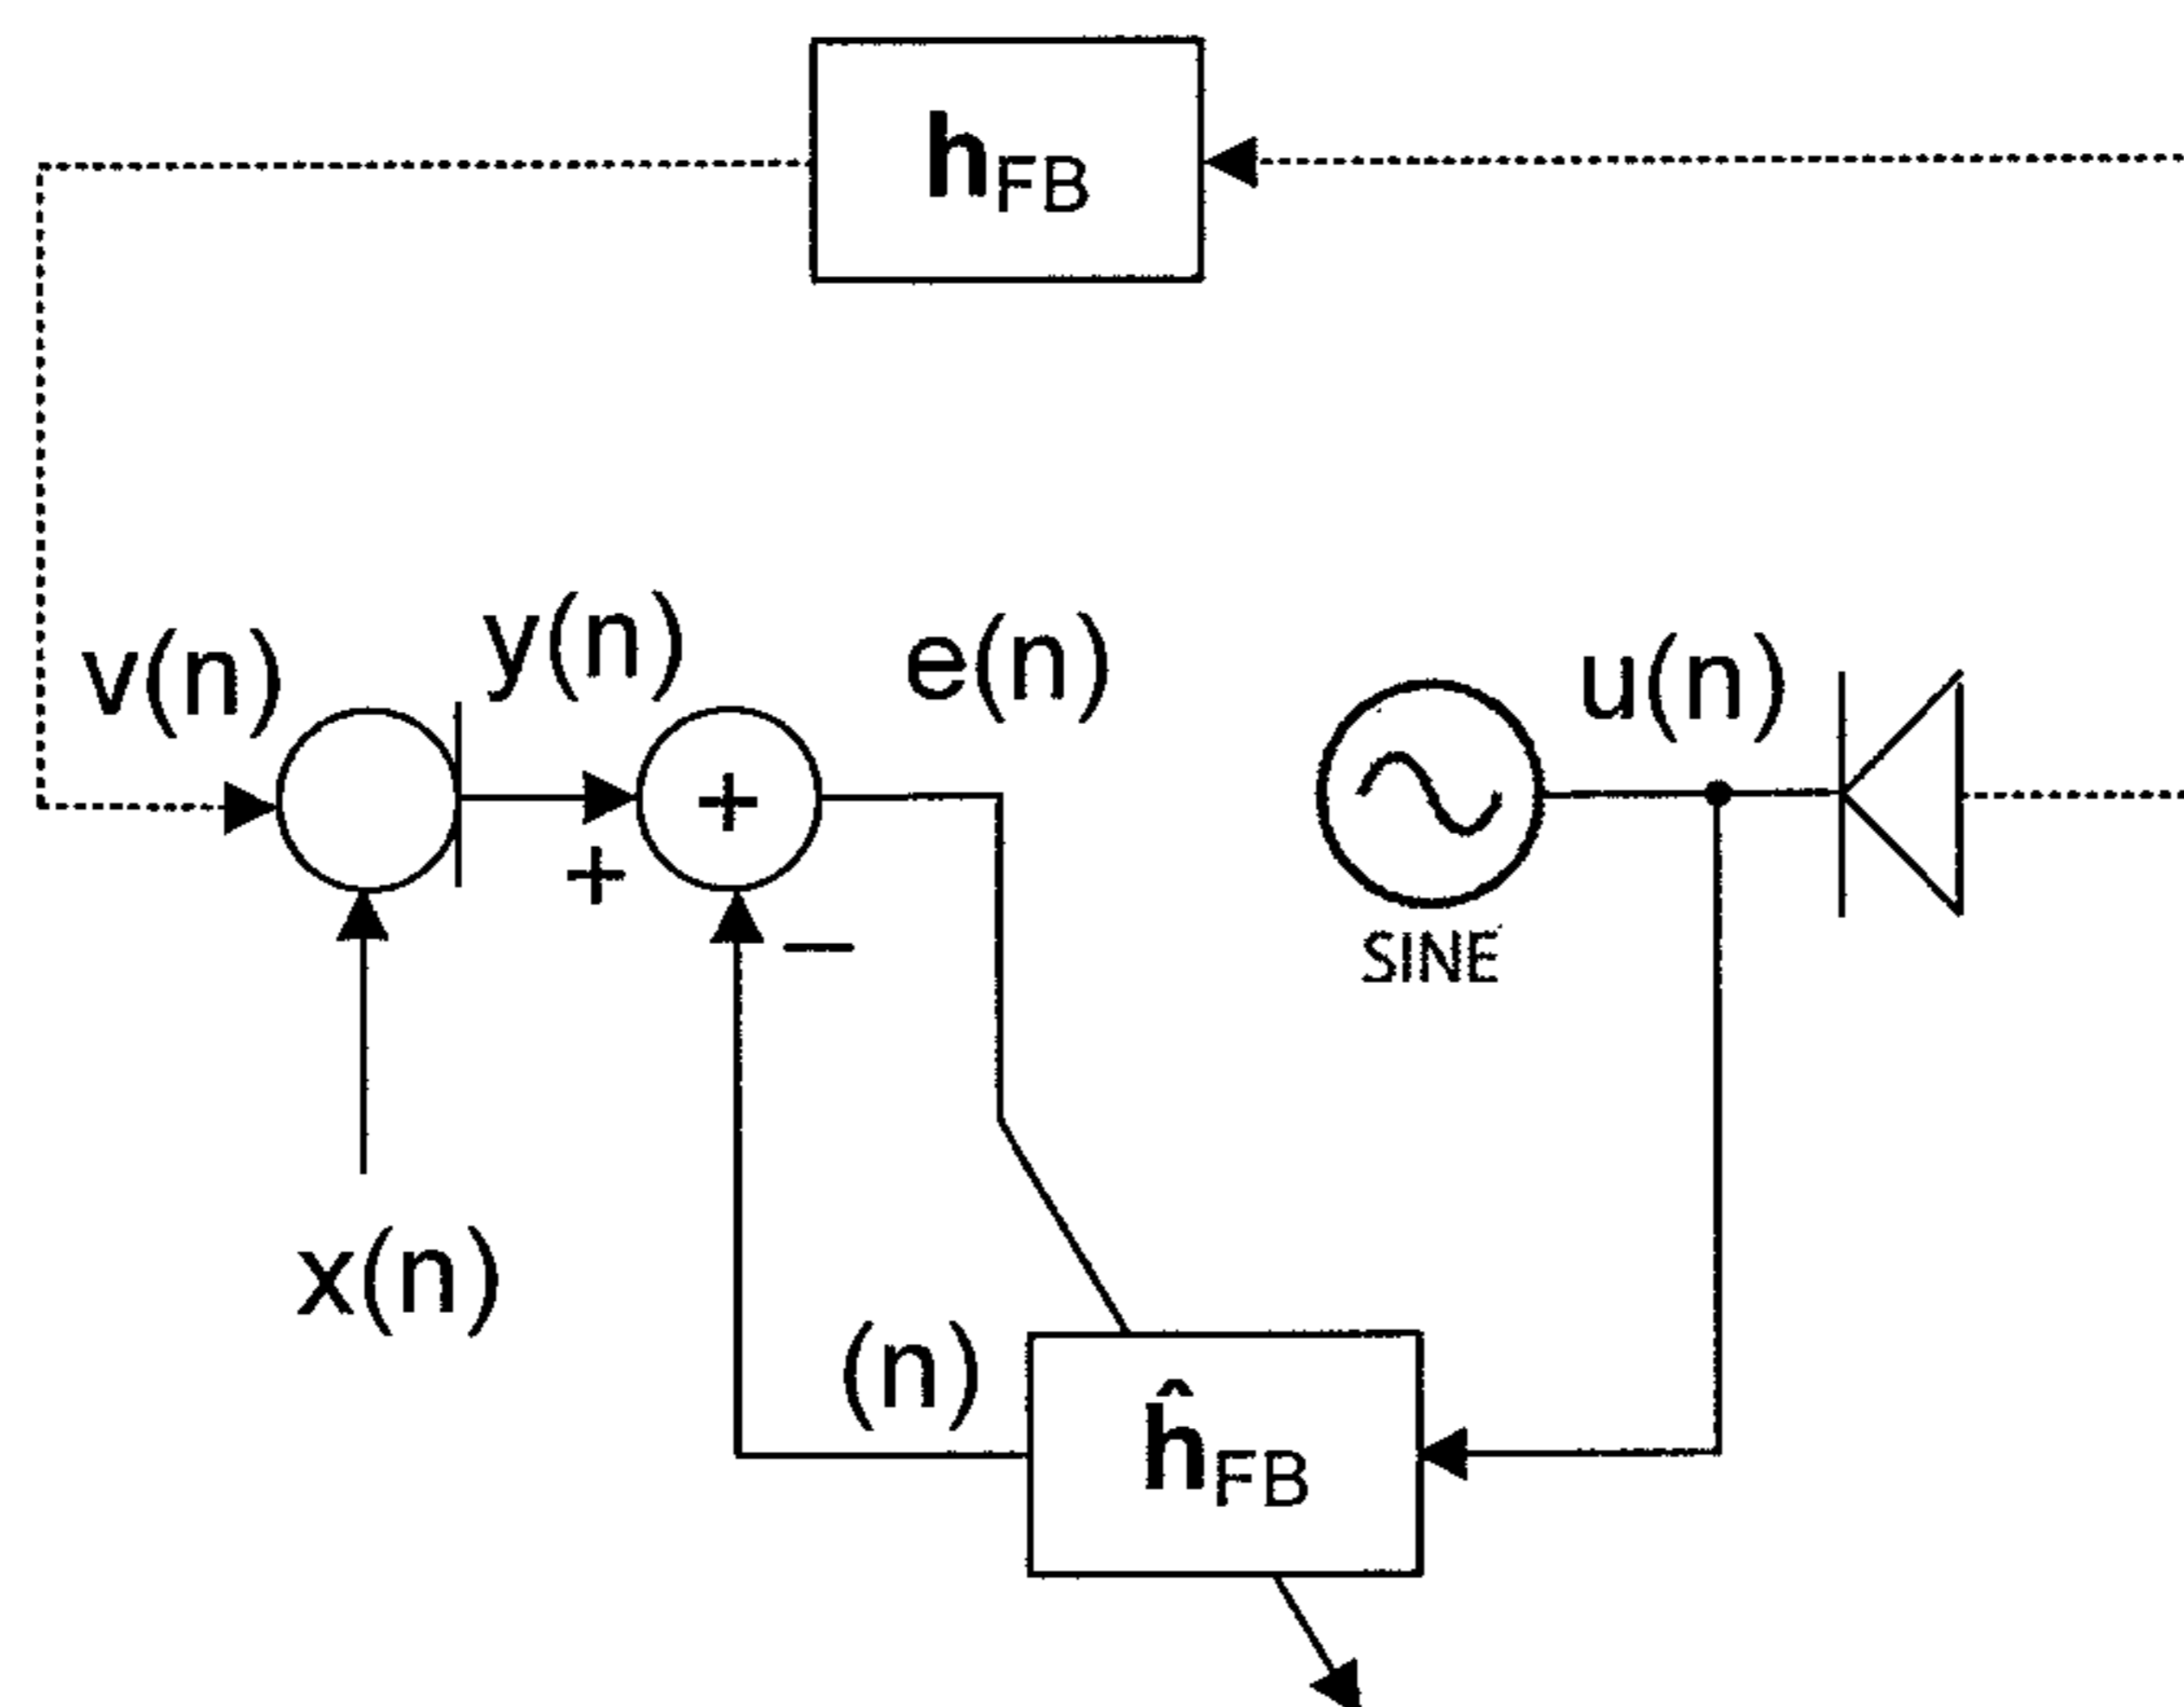 hFB
v(n)
y(n)
e(n)
u(n)
+
+
−
SINE
x(n)
(n)
ĥFB